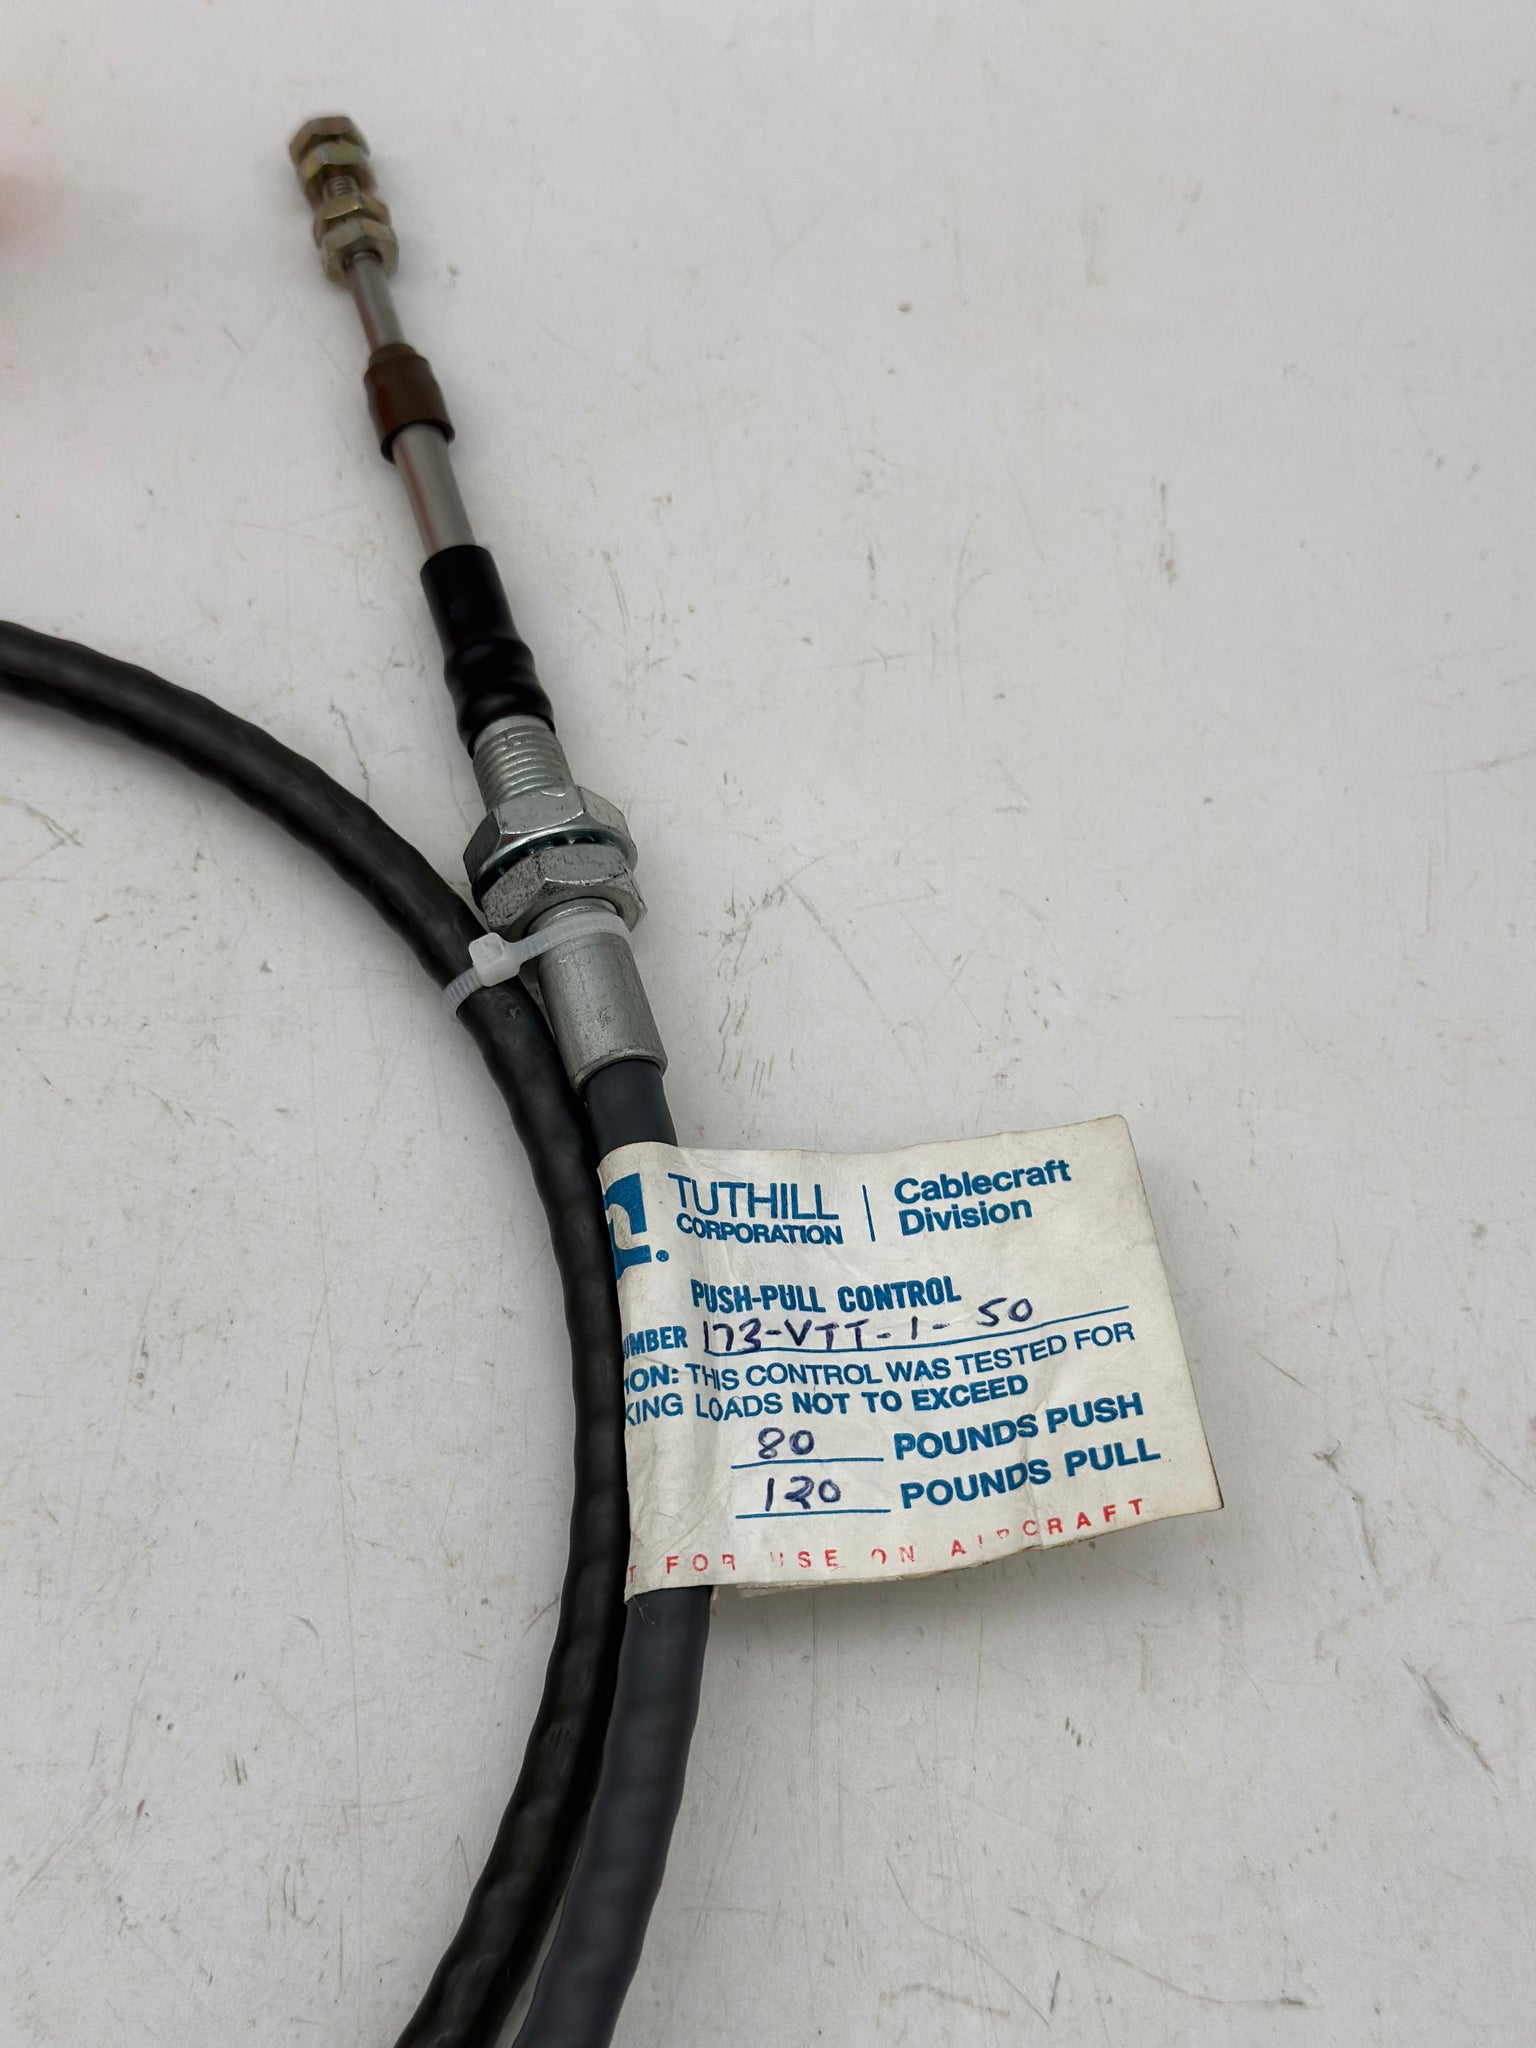 TUTHILL
CORPORATION
Cablecraft
Division
PUSH-PULL CONTROL
UMBER 173-VTT-1-50
ION: THIS CONTROL WAS TESTED FOR
KING LOADS NOT TO EXCEED
80 POUNDS PUSH
120 POUNDS PULL
T FOR USE ON AIRCRAFT